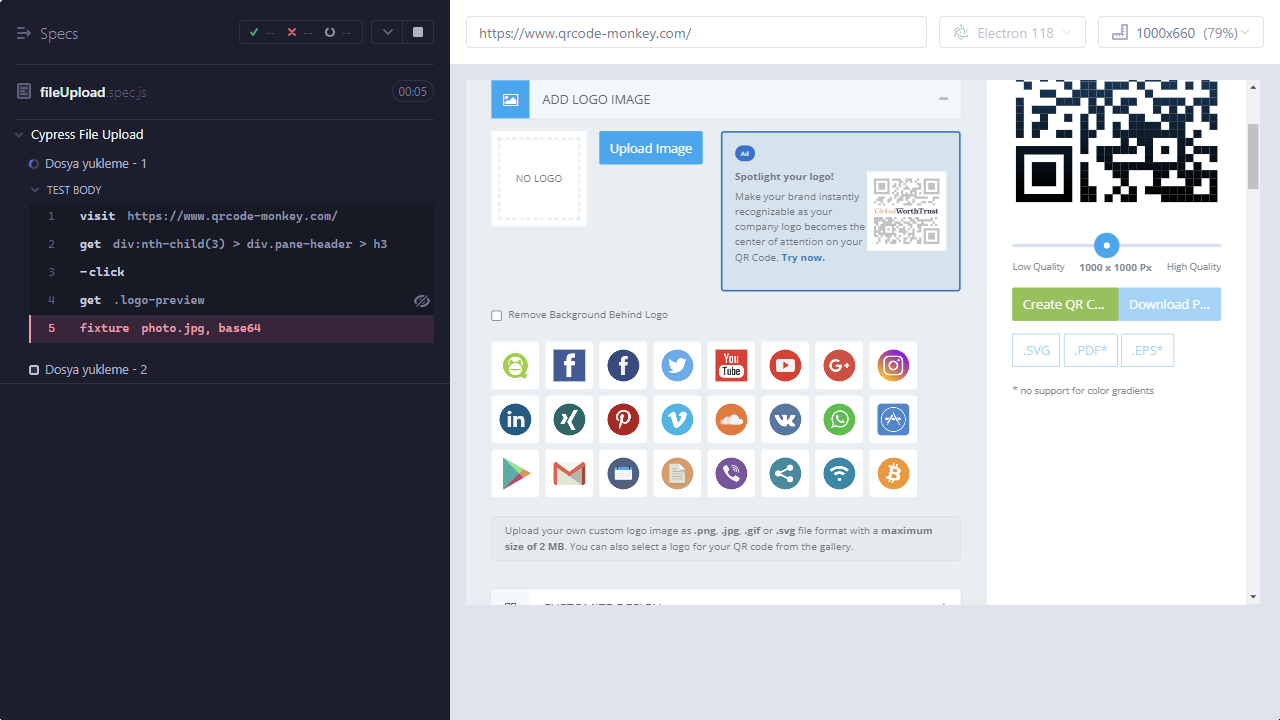 Specs
--
--
--
fileUpload.spec.js
00:05
Cypress File Upload
Dosya yukleme - 1
TEST BODY
1 visit https://www.qrcode-monkey.com/
2 get div:nth-child(3) > div.pane-header > h3
3 -click
4 get .logo-preview
5 fixture photo.jpg, base64
Dosya yukleme - 2
https://www.qrcode-monkey.com/
Electron 118
1000x660 (79%)
ADD LOGO IMAGE
NO LOGO
Upload Image
Ad
Spotlight your logo!
Make your brand instantly
recognizable as your
company logo becomes the
center of attention on your
QR Code. Try now.
GlobalWorthTrust
Remove Background Behind Logo
You
Tube
Upload your own custom logo image as .png, .jpg, .gif or .svg file format with a maximum
size of 2 MB. You can also select a logo for your QR code from the gallery.
Low Quality
1000 x 1000 Px
High Quality
Create QR C...
Download P...
.SVG
.PDF*
.EPS*
* no support for color gradients